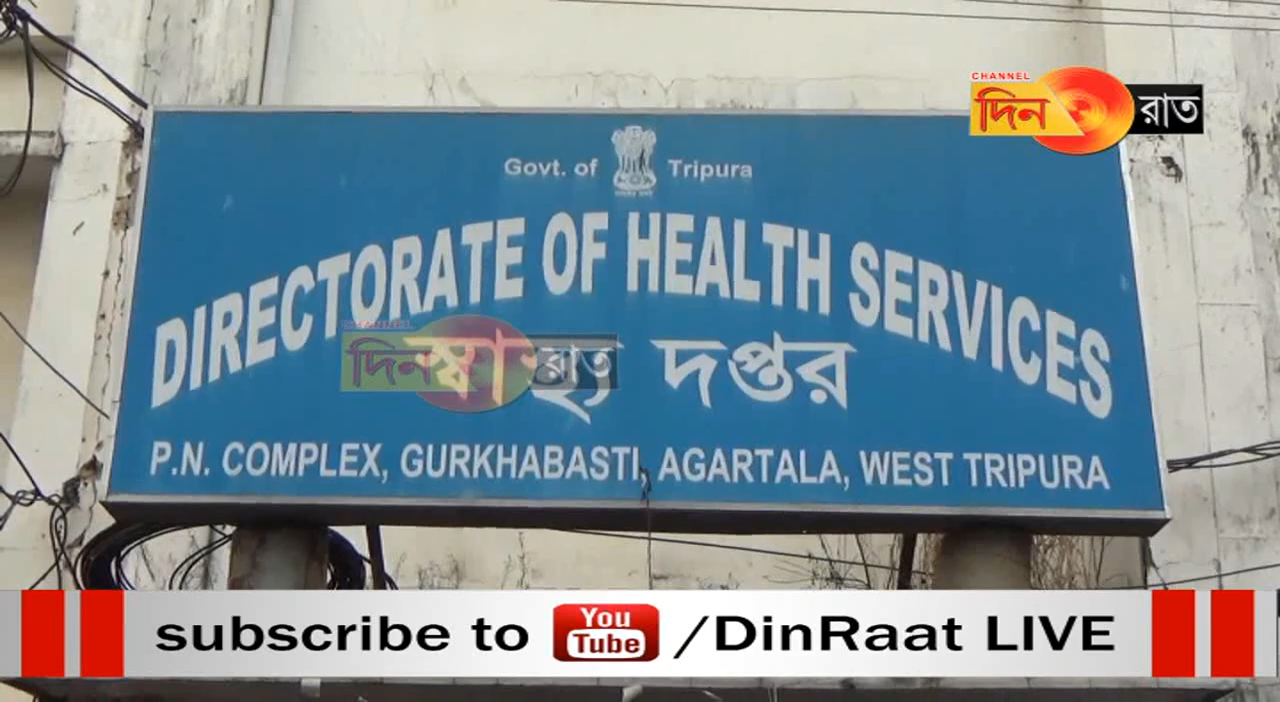 CHANNEL
দিন রাত
Govt. of Tripura
DIRECTORATE OF HEALTH SERVICES
CHANNEL
দিন রাত
স্বাস্থ্য দপ্তর
P.N. COMPLEX, GURKHABASTI, AGARTALA, WEST TRIPURA
subscribe to You Tube /DinRaat LIVE